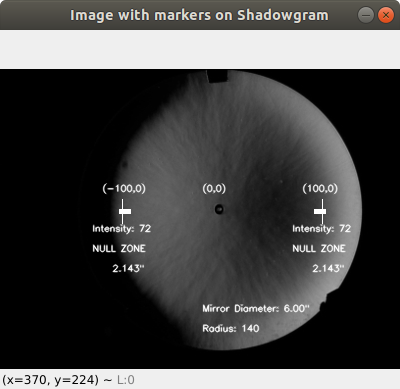 Image with markers on Shadowgram
(-100,0) (0,0) (100,0)
Intensity: 72 Intensity: 72
NULL ZONE NULL ZONE
2.143" 2.143"
Mirror Diameter: 6.00"
Radius: 140
(x=370, y=224) ~ L:0